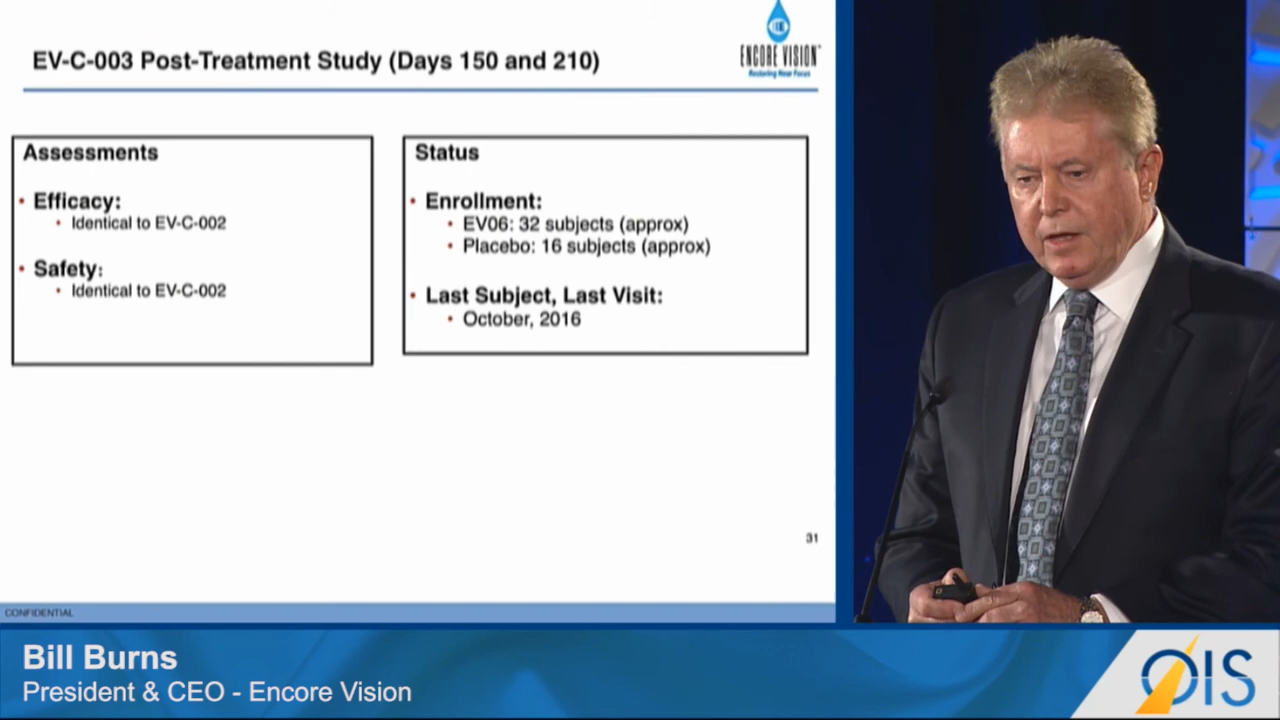 EV-C-003 Post-Treatment Study (Days 150 and 210)
ENCORE VISION™
Restoring Near Focus
Assessments
• Efficacy:
• Identical to EV-C-002
• Safety:
• Identical to EV-C-002
Status
• Enrollment:
• EV06: 32 subjects (approx)
• Placebo: 16 subjects (approx)
• Last Subject, Last Visit:
• October, 2016
31
CONFIDENTIAL
Bill Burns
President & CEO - Encore Vision
OIS